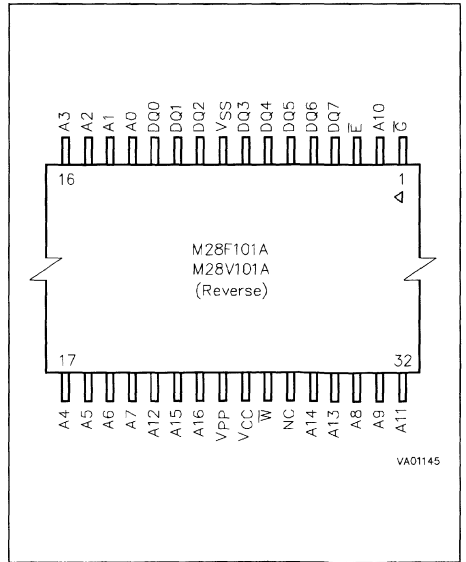 A3 A2 A1 A0 DQ0 DQ1 DQ2 VSS DQ3 DQ4 DQ5 DQ6 DQ7 E̅ A10 G̅
16 1
M28F101A
M28V101A
(Reverse)
17 32
A4 A5 A6 A7 A12 A15 A16 VPP VCC W̅ NC A14 A13 A8 A9 A11
VA01145